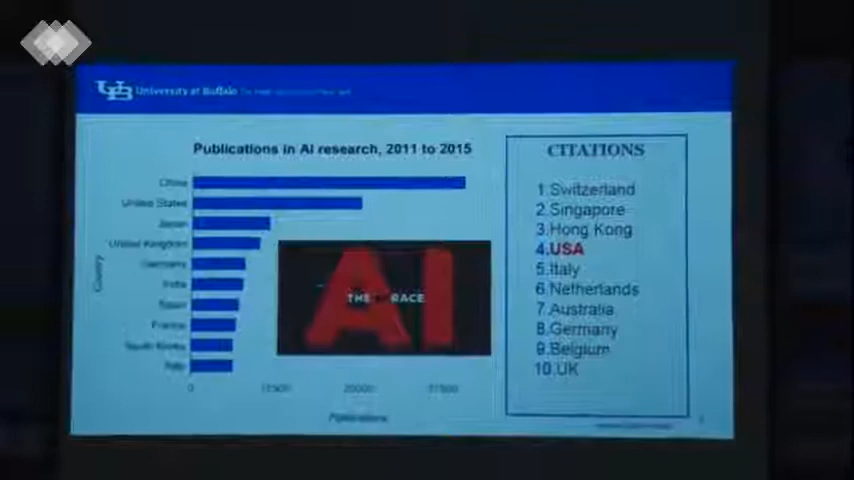 University at Buffalo
Publications in AI research, 2011 to 2015
China
United States
Japan
United Kingdom
Germany
India
Spain
France
South Korea
Italy
Country
0
20000
Publications
THE RACE
AI
CITATIONS
1.Switzerland
2.Singapore
3.Hong Kong
4.USA
5.Italy
6.Netherlands
7.Australia
8.Germany
9.Belgium
10.UK